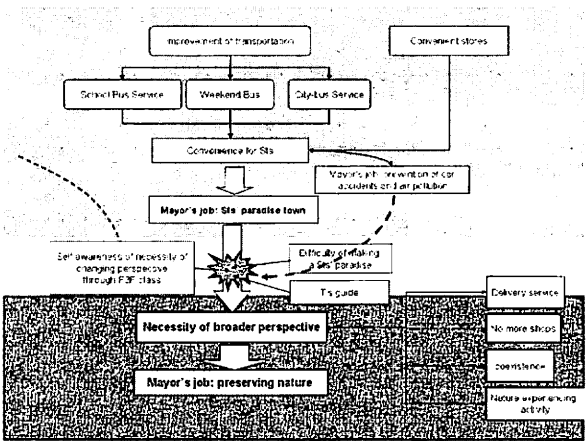 Improvement of transportation
Convenient stores
School Bus Service
Weekend Bus
City-bus Service
Convenience for Sts
Mayor's job: prevention of car
accidents and air pollution
Mayor's job: Sts' paradise town
Self awareness of necessity of
changing perspective
through F2F class
Difficulty of making
a Sts' paradise
T's guide
Delivery service
Necessity of broader perspective
No more shops
coexistence
Mayor's job: preserving nature
Nature experiencing
activity